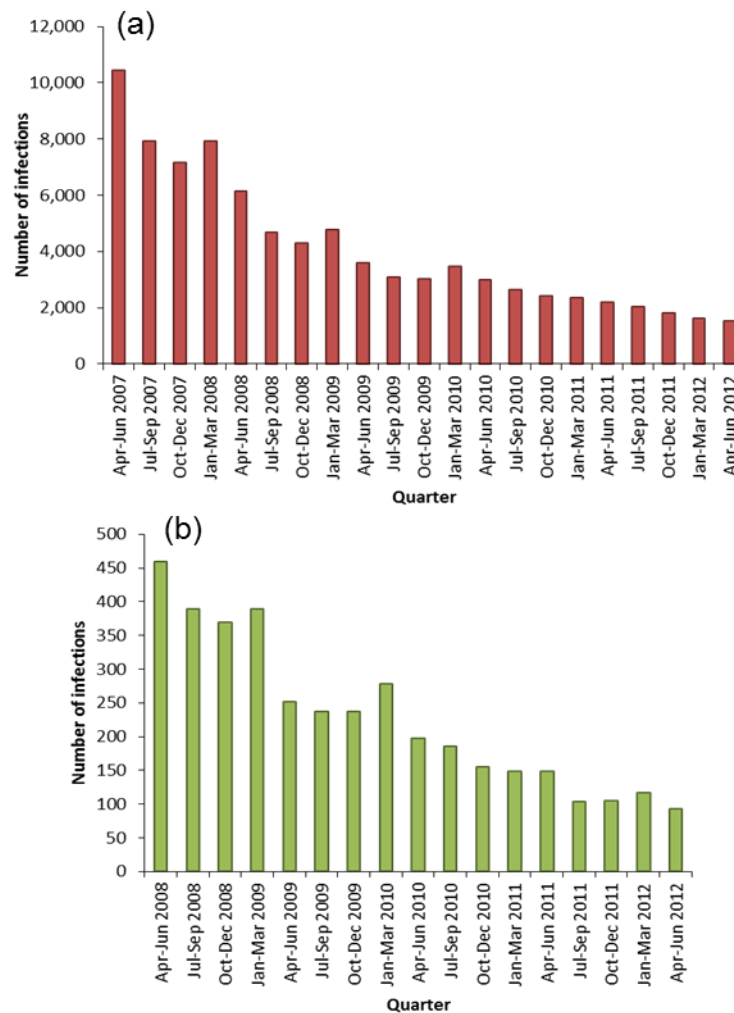 (a)
12,000
10,000
8,000
6,000
4,000
2,000
0
Number of infections
Apr-Jun 2007
Jul-Sep 2007
Oct-Dec 2007
Jan-Mar 2008
Apr-Jun 2008
Jul-Sep 2008
Oct-Dec 2008
Jan-Mar 2009
Apr-Jun 2009
Jul-Sep 2009
Oct-Dec 2009
Jan-Mar 2010
Apr-Jun 2010
Jul-Sep 2010
Oct-Dec 2010
Jan-Mar 2011
Apr-Jun 2011
Jul-Sep 2011
Oct-Dec 2011
Jan-Mar 2012
Apr-Jun 2012
Quarter
(b)
500
450
400
350
300
250
200
150
100
50
0
Number of infections
Apr-Jun 2008
Jul-Sep 2008
Oct-Dec 2008
Jan-Mar 2009
Apr-Jun 2009
Jul-Sep 2009
Oct-Dec 2009
Jan-Mar 2010
Apr-Jun 2010
Jul-Sep 2010
Oct-Dec 2010
Jan-Mar 2011
Apr-Jun 2011
Jul-Sep 2011
Oct-Dec 2011
Jan-Mar 2012
Apr-Jun 2012
Quarter